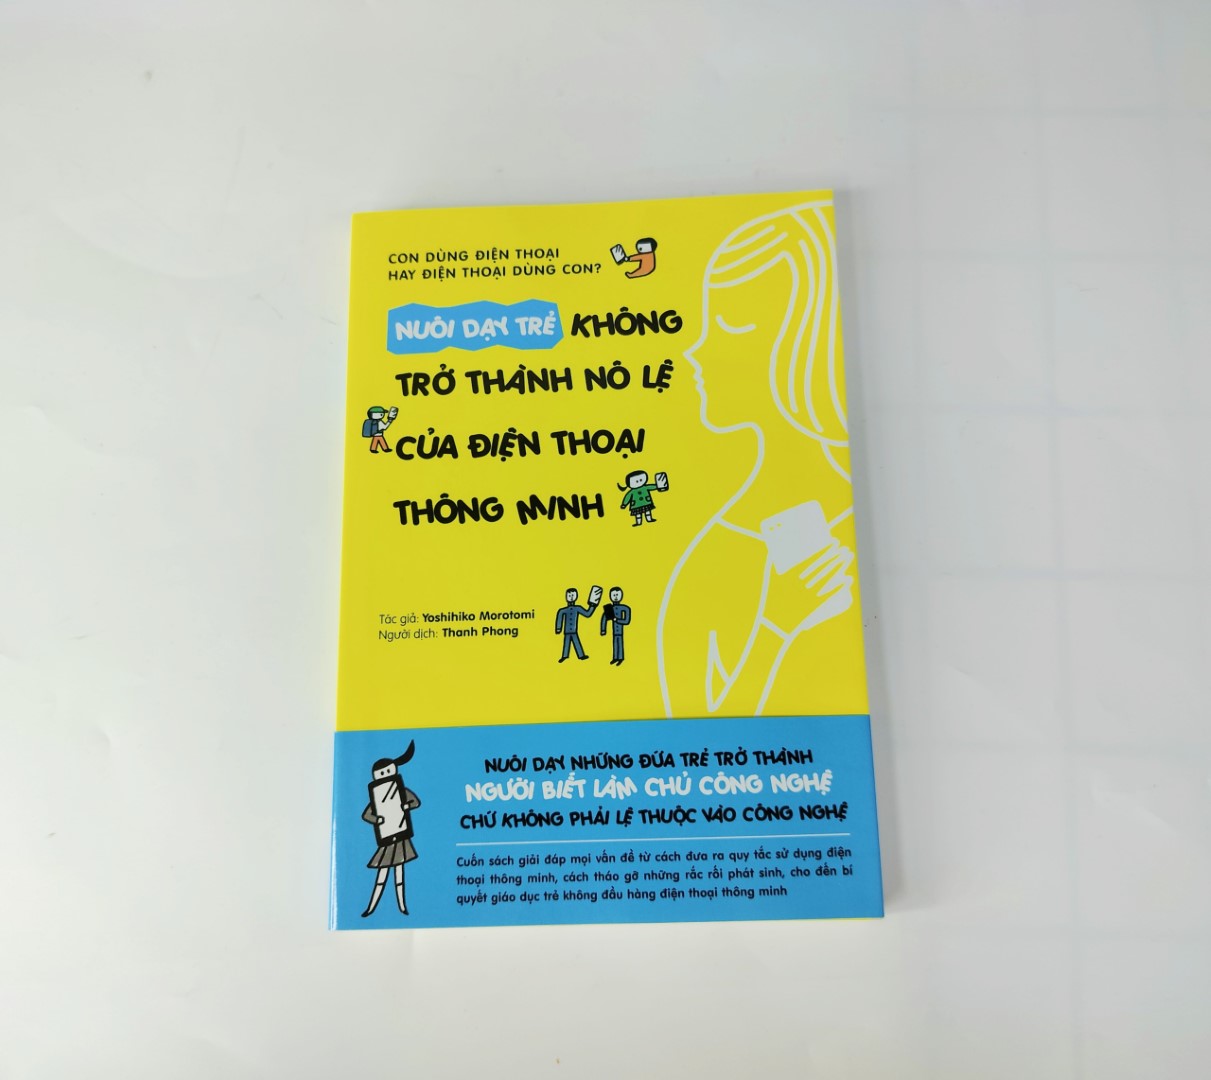 CON DÙNG ĐIỆN THOẠI
HAY ĐIỆN THOẠI DÙNG CON?
NUÔI DẠY TRẺ KHÔNG
TRỞ THÀNH NÔ LỆ
CỦA ĐIỆN THOẠI
THÔNG MINH
Tác giả: Yoshihiko Morotomi
Người dịch: Thanh Phong
NUÔI DẠY NHỮNG ĐỨA TRẺ TRỞ THÀNH
NGƯỜI BIẾT LÀM CHỦ CÔNG NGHỆ
CHỨ KHÔNG PHẢI LỆ THUỘC VÀO CÔNG NGHỆ
Cuốn sách giải đáp mọi vấn đề từ cách đưa ra quy tắc sử dụng điện
thoại thông minh, cách tháo gỡ những rắc rối phát sinh, cho đến bí
quyết giáo dục trẻ không đầu hàng điện thoại thông minh